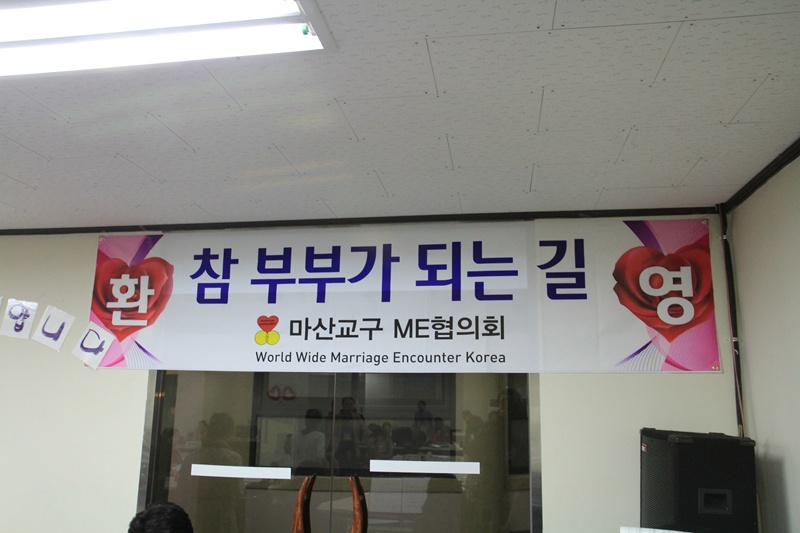 환 영
참 부부가 되는 길
마산교구 ME협의회
World Wide Marriage Encounter Korea